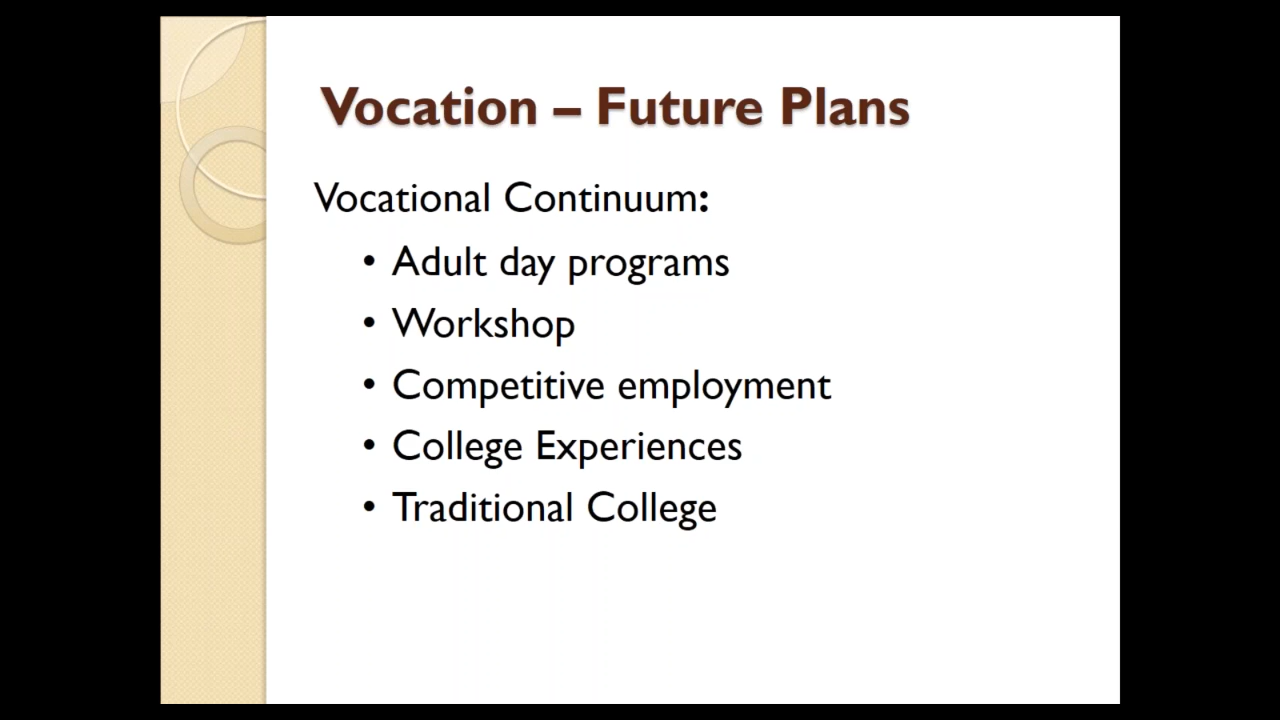 Vocation – Future Plans
Vocational Continuum:
• Adult day programs
• Workshop
• Competitive employment
• College Experiences
• Traditional College